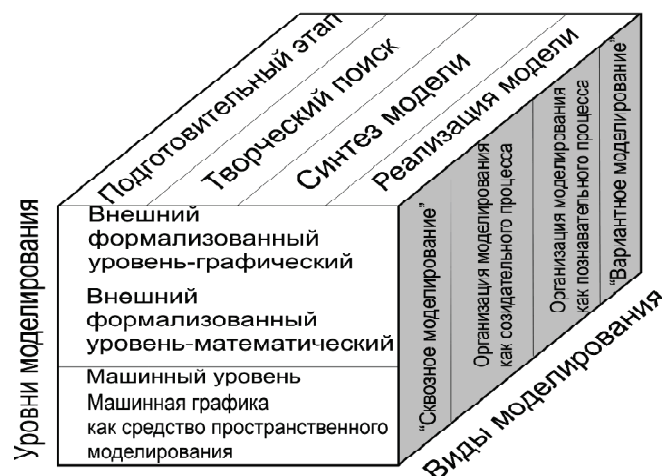 Подготовительный этап
Творческий поиск
Синтез модели
Реализация модели
Уровни моделирования
Внешний
формализованный
уровень-графический
Внешний
формализованный
уровень-математический
Машинный уровень
Машинная графика
как средство пространственного
моделирования
“Сквозное моделирование”
Организация моделирования
как созидательного процесса
Организация моделирования
как познавательного процесса
“Вариантное моделирование”
Виды моделирования